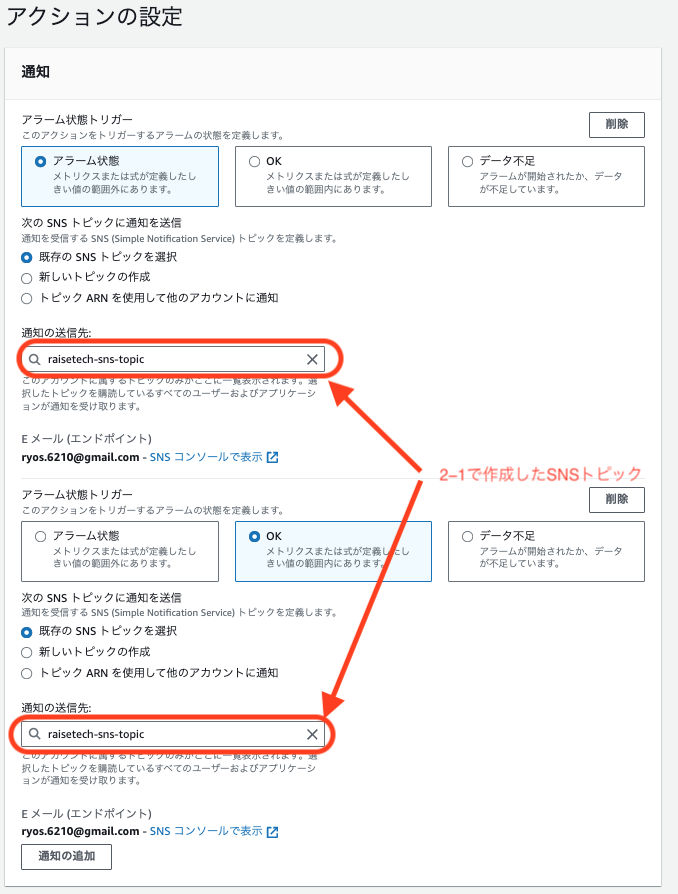 アクションの設定
通知
アラーム状態トリガー
このアクションをトリガーするアラームの状態を定義します。
削除
アラーム状態
メトリクスまたは式が定義したし
きい値の範囲外にあります。
OK
メトリクスまたは式が定義したし
きい値の範囲内にあります。
データ不足
アラームが開始されたか、データ
が不足しています。
次の SNS トピックに通知を送信
通知を受信する SNS (Simple Notification Service) トピックを定義します。
既存の SNS トピックを選択
新しいトピックの作成
トピック ARN を使用して他のアカウントに通知
通知の送信先:
raisetech-sns-topic
このアカウントに属するトピックのみがここに一覧表示されます。選
択したトピックを購読しているすべてのユーザーおよびアプリケーシ
ョンが通知を受け取ります。
E メール (エンドポイント)
ryos.6210@gmail.com - SNS コンソールで表示
2-1で作成したSNSトピック
アラーム状態トリガー
このアクションをトリガーするアラームの状態を定義します。
削除
アラーム状態
メトリクスまたは式が定義したし
きい値の範囲外にあります。
OK
メトリクスまたは式が定義したし
きい値の範囲内にあります。
データ不足
アラームが開始されたか、データ
が不足しています。
次の SNS トピックに通知を送信
通知を受信する SNS (Simple Notification Service) トピックを定義します。
既存の SNS トピックを選択
新しいトピックの作成
トピック ARN を使用して他のアカウントに通知
通知の送信先:
raisetech-sns-topic
このアカウントに属するトピックのみがここに一覧表示されます。選
択したトピックを購読しているすべてのユーザーおよびアプリケーシ
ョンが通知を受け取ります。
E メール (エンドポイント)
ryos.6210@gmail.com - SNS コンソールで表示
通知の追加